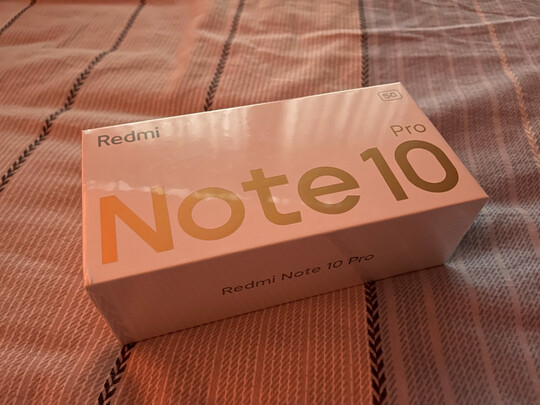 Redmi
5G
Pro
Note 10
Redmi Note 10 Pro